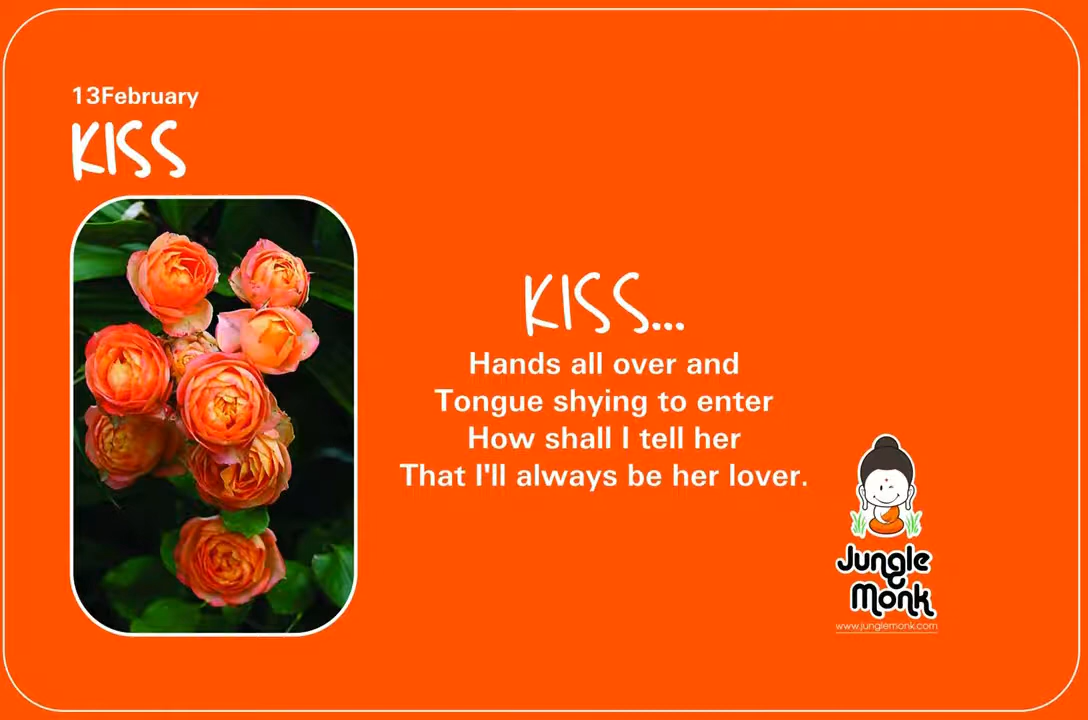 13February
KISS
KISS...
Hands all over and
Tongue shying to enter
How shall I tell her
That I'll always be her lover.
Jungle
Monk
www.junglemonk.com